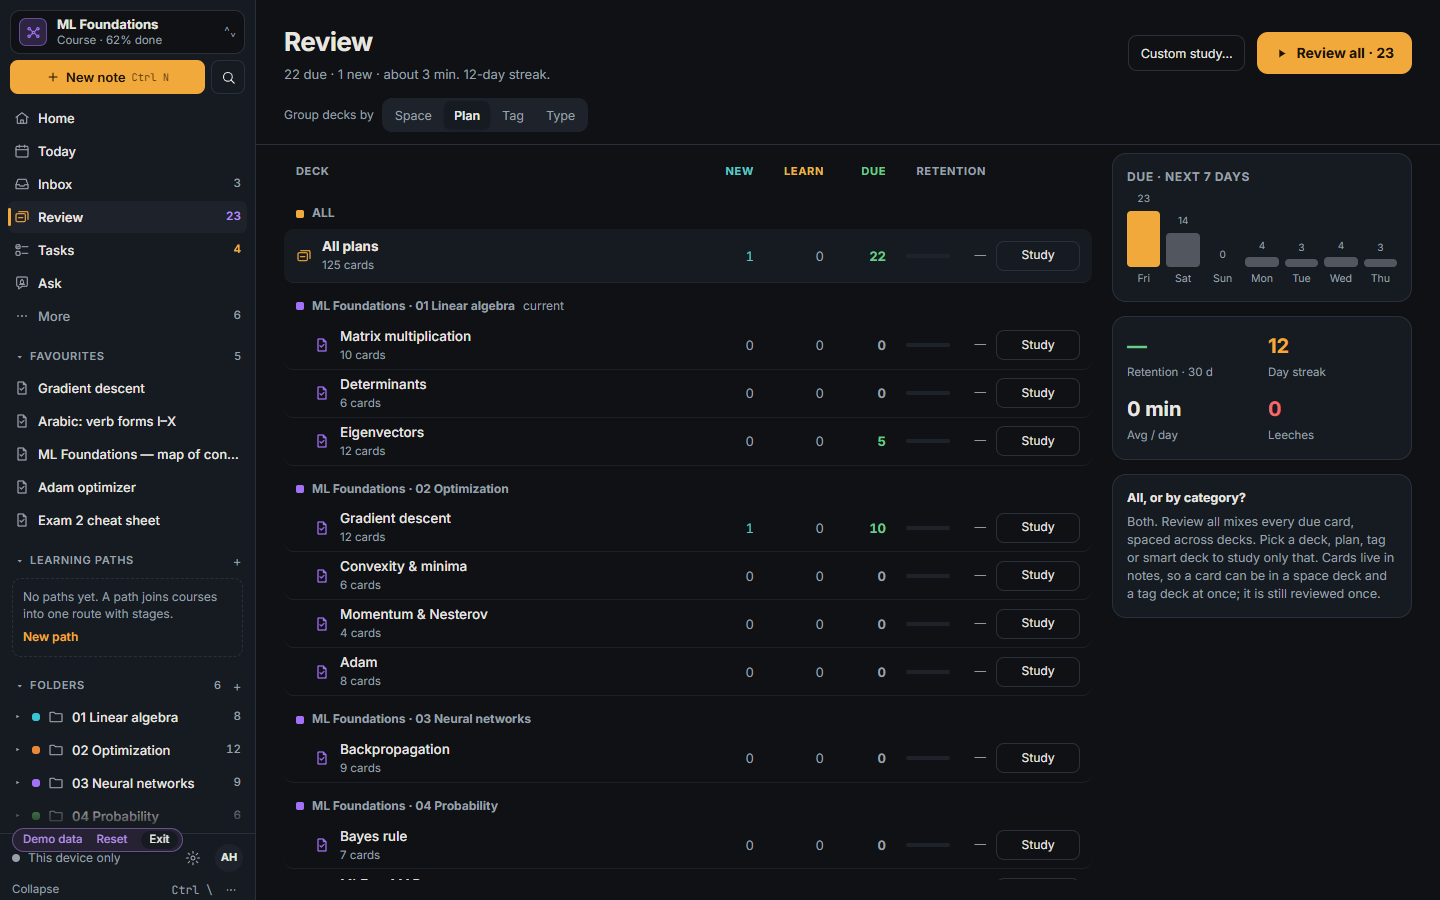 ML Foundations
Course · 62% done
+ New note Ctrl N
Home
Today
Inbox 3
Review 23
Tasks 4
Ask
More 6
FAVOURITES 5
Gradient descent
Arabic: verb forms I–X
ML Foundations — map of con...
Adam optimizer
Exam 2 cheat sheet
LEARNING PATHS +
No paths yet. A path joins courses
into one route with stages.
New path
FOLDERS 6 +
01 Linear algebra 8
02 Optimization 12
03 Neural networks 9
04 Probability 6
Demo data Reset Exit
This device only AH
Collapse Ctrl \ ...
Review
22 due · 1 new · about 3 min. 12-day streak.
Custom study...
Review all · 23
Group decks by Space Plan Tag Type
DECK NEW LEARN DUE RETENTION
ALL
All plans 1 0 22 — Study
125 cards
ML Foundations · 01 Linear algebra current
Matrix multiplication 0 0 0 — Study
10 cards
Determinants 0 0 0 — Study
6 cards
Eigenvectors 0 0 5 — Study
12 cards
ML Foundations · 02 Optimization
Gradient descent 1 0 10 — Study
12 cards
Convexity & minima 0 0 0 — Study
6 cards
Momentum & Nesterov 0 0 0 — Study
4 cards
Adam 0 0 0 — Study
8 cards
ML Foundations · 03 Neural networks
Backpropagation 0 0 0 — Study
9 cards
ML Foundations · 04 Probability
Bayes rule 0 0 0 — Study
7 cards
DUE · NEXT 7 DAYS
23 14 0 4 3 4 3
Fri Sat Sun Mon Tue Wed Thu
— 12
Retention · 30 d Day streak
0 min 0
Avg / day Leeches
All, or by category?
Both. Review all mixes every due card,
spaced across decks. Pick a deck, plan, tag
or smart deck to study only that. Cards live in
notes, so a card can be in a space deck and
a tag deck at once; it is still reviewed once.